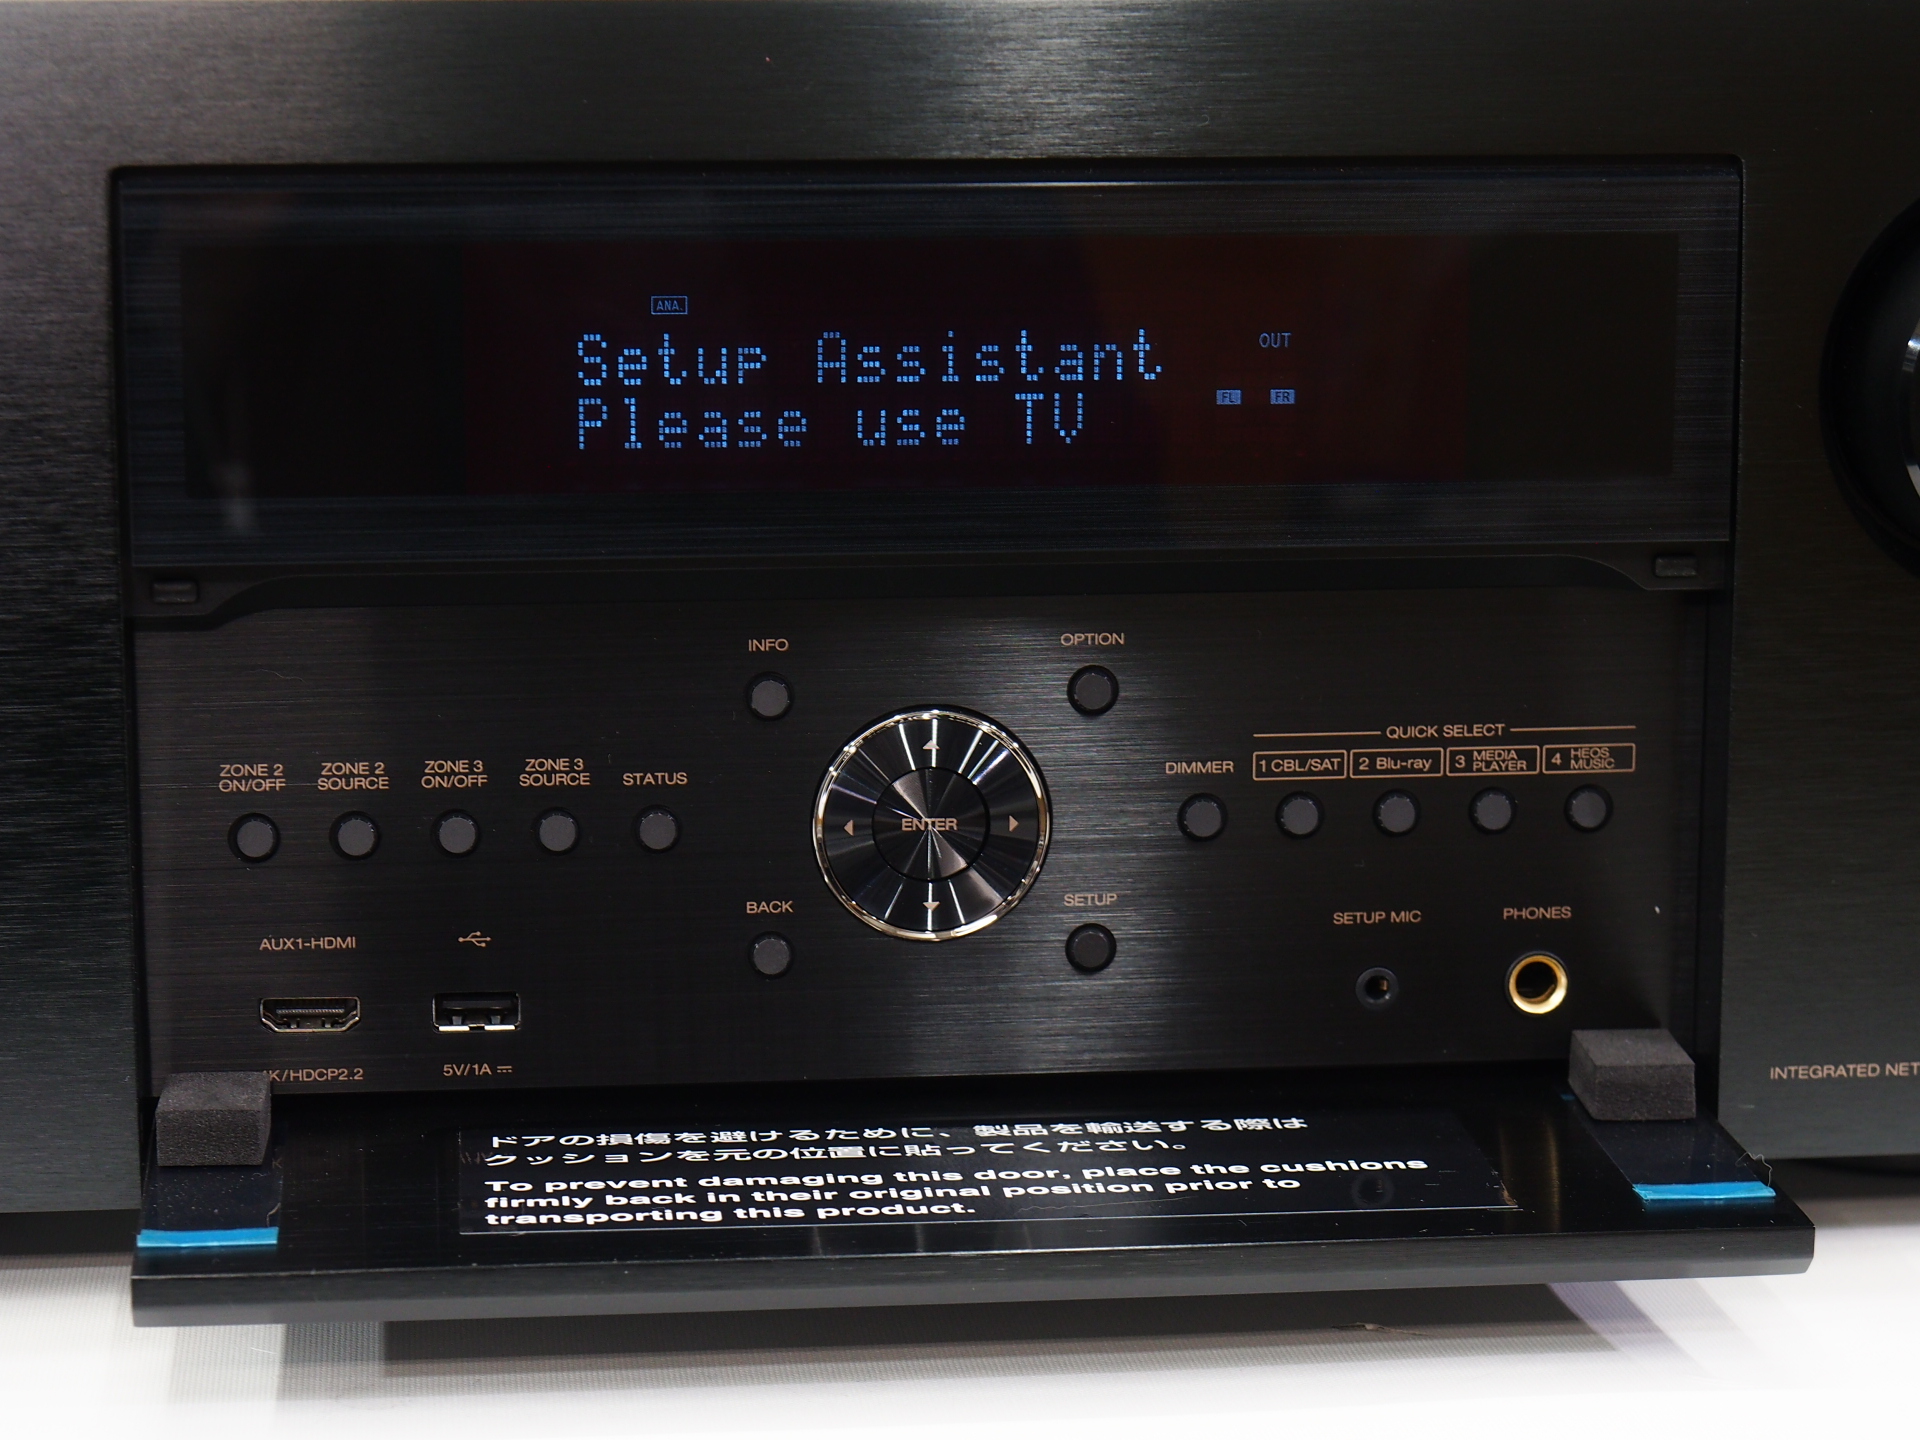 ANA.
Setup Assistant
Please use TV
OUT
FL FR
INFO
OPTION
ZONE 2
ON/OFF
ZONE 2
SOURCE
ZONE 3
ON/OFF
ZONE 3
SOURCE
STATUS
ENTER
DIMMER
QUICK SELECT
1 CBL/SAT
2 Blu-ray
3 MEDIA
PLAYER
4 HEOS
MUSIC
BACK
SETUP
AUX1-HDMI
SETUP MIC
PHONES
K/HDCP2.2
5V/1A
INTEGRATED NET
ドアの損傷を避けるために、製品を輸送する際は
クッションを元の位置に貼ってください。
To prevent damaging this door, place the cushions
firmly back in their original position prior to
transporting this product.